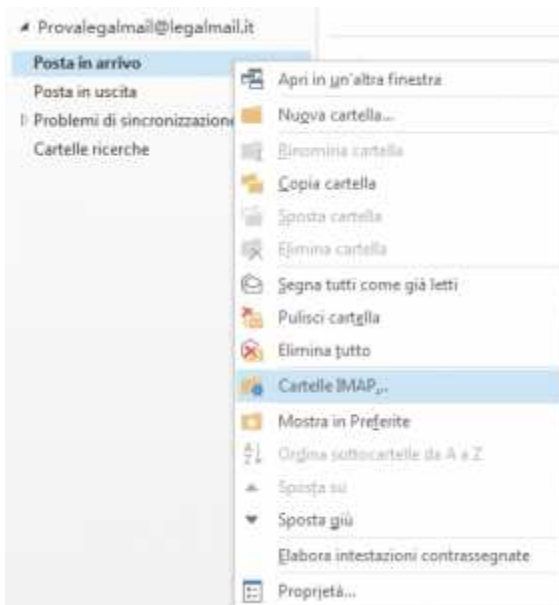 Provalegalmail@legalmail.it
Posta in arrivo
Posta in uscita
Problemi di sincronizzazione
Cartelle ricerche
Apri in un'altra finestra
Nuova cartella...
Rinomina cartella
Copia cartella
Sposta cartella
Elimina cartella
Segna tutti come già letti
Pulisci cartella
Elimina tutto
Cartelle IMAP...
Mostra in Preferite
Ordina sottocartelle da A a Z
Sposta su
Sposta giù
Elabora intestazioni contrassegnate
Proprietà...